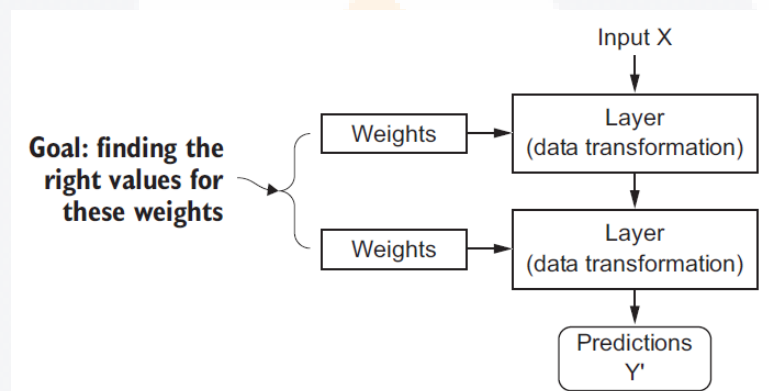 Input X
Goal: finding the
right values for
these weights
Weights
Layer
(data transformation)
Weights
Layer
(data transformation)
Predictions
Y'